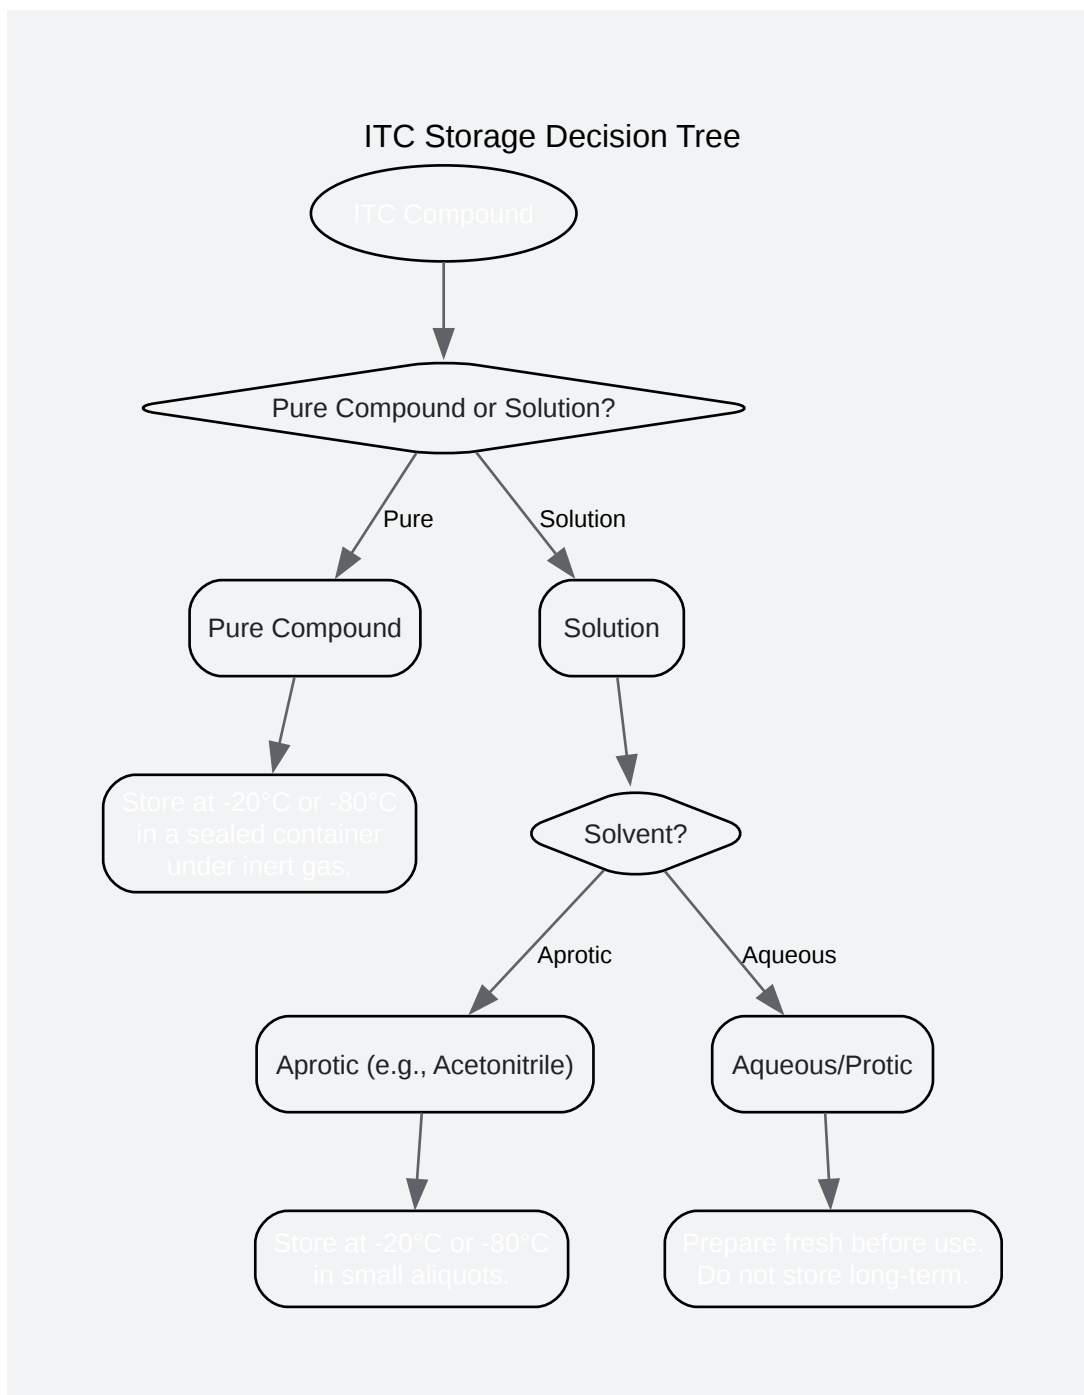 ITC Storage Decision Tree
ITC Compound
Pure Compound or Solution?
Pure
Solution
Pure Compound
Solution
Store at -20°C or -80°C
in a sealed container
under inert gas.
Solvent?
Aprotic
Aqueous
Aprotic (e.g., Acetonitrile)
Aqueous/Protic
Store at -20°C or -80°C
in small aliquots.
Prepare fresh before use.
Do not store long-term.